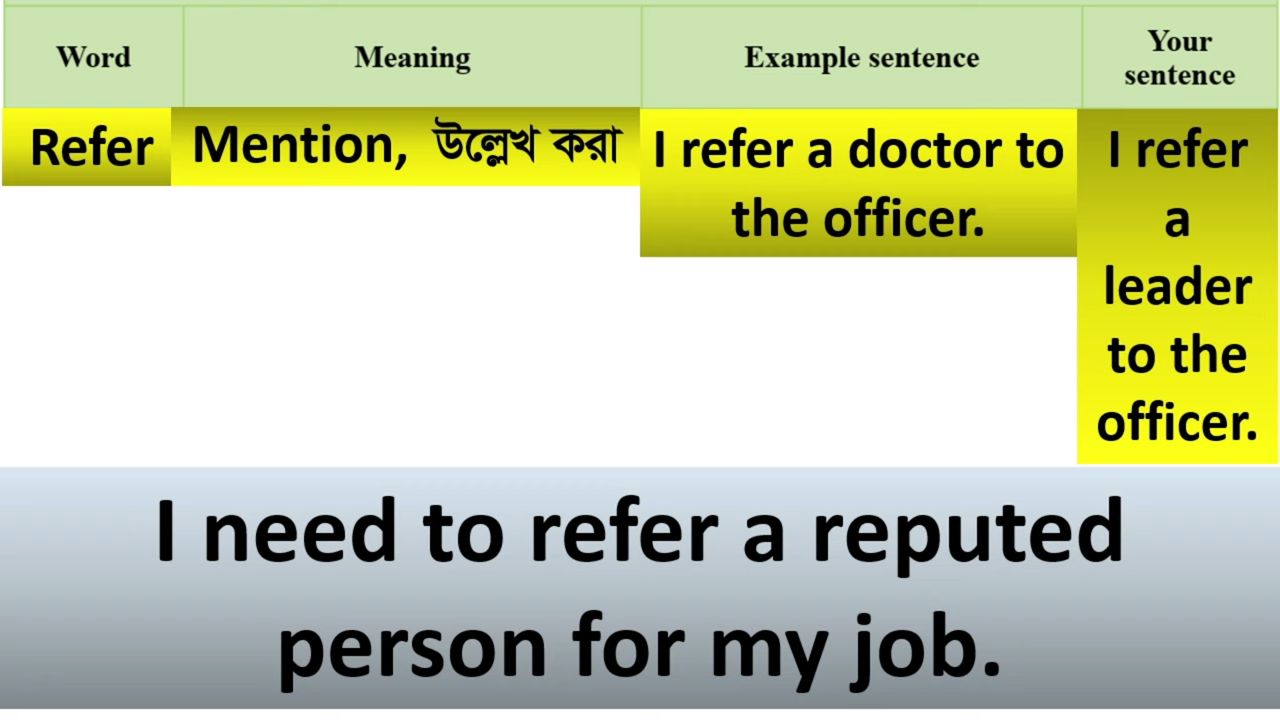 Word
Meaning
Example sentence
Your
sentence
Refer
Mention, উল্লেখ করা
I refer a doctor to
the officer.
I refer
a
leader
to the
officer.
I need to refer a reputed
person for my job.